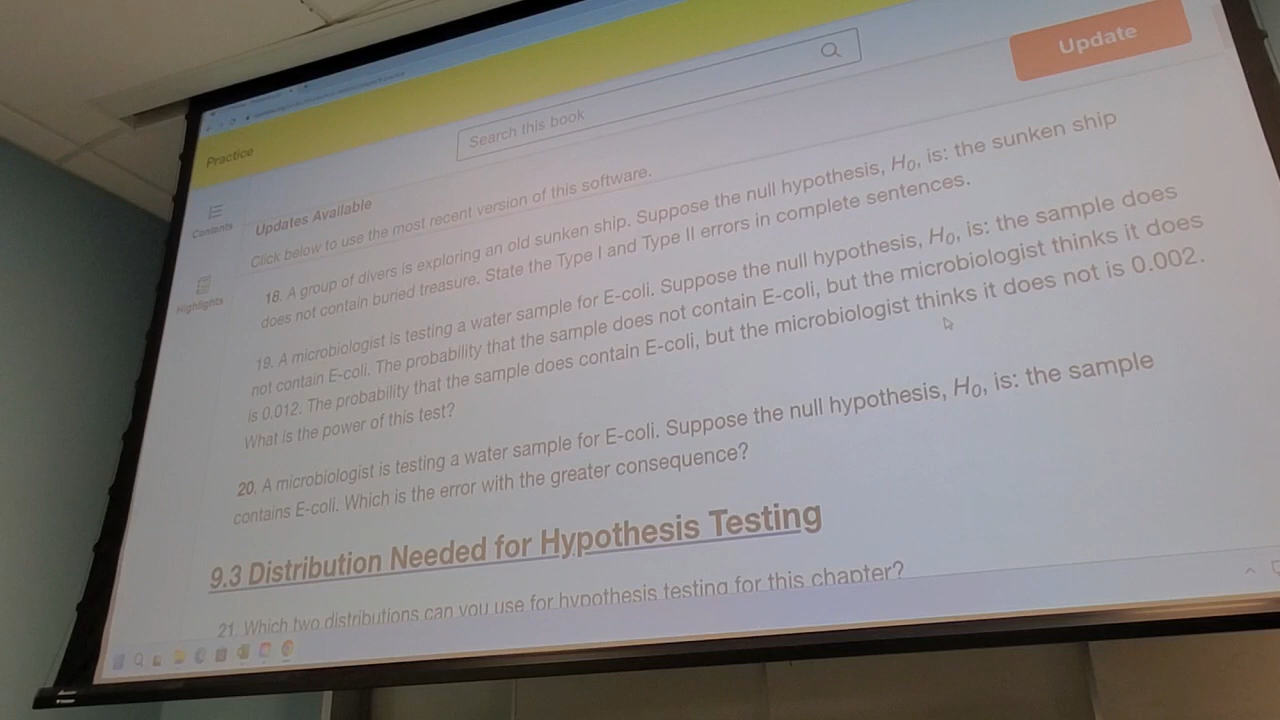 Practice
Search this book
Update
Contents
Highlights
Updates Available
Click below to use the most recent version of this software.
18. A group of divers is exploring an old sunken ship. Suppose the null hypothesis, H0, is: the sunken ship
does not contain buried treasure. State the Type I and Type II errors in complete sentences.
19. A microbiologist is testing a water sample for E-coli. Suppose the null hypothesis, H0, is: the sample does
not contain E-coli. The probability that the sample does not contain E-coli, but the microbiologist thinks it does
is 0.012. The probability that the sample does contain E-coli, but the microbiologist thinks it does not is 0.002.
What is the power of this test?
20. A microbiologist is testing a water sample for E-coli. Suppose the null hypothesis, H0, is: the sample
contains E-coli. Which is the error with the greater consequence?
9.3 Distribution Needed for Hypothesis Testing
21. Which two distributions can you use for hypothesis testing for this chapter?